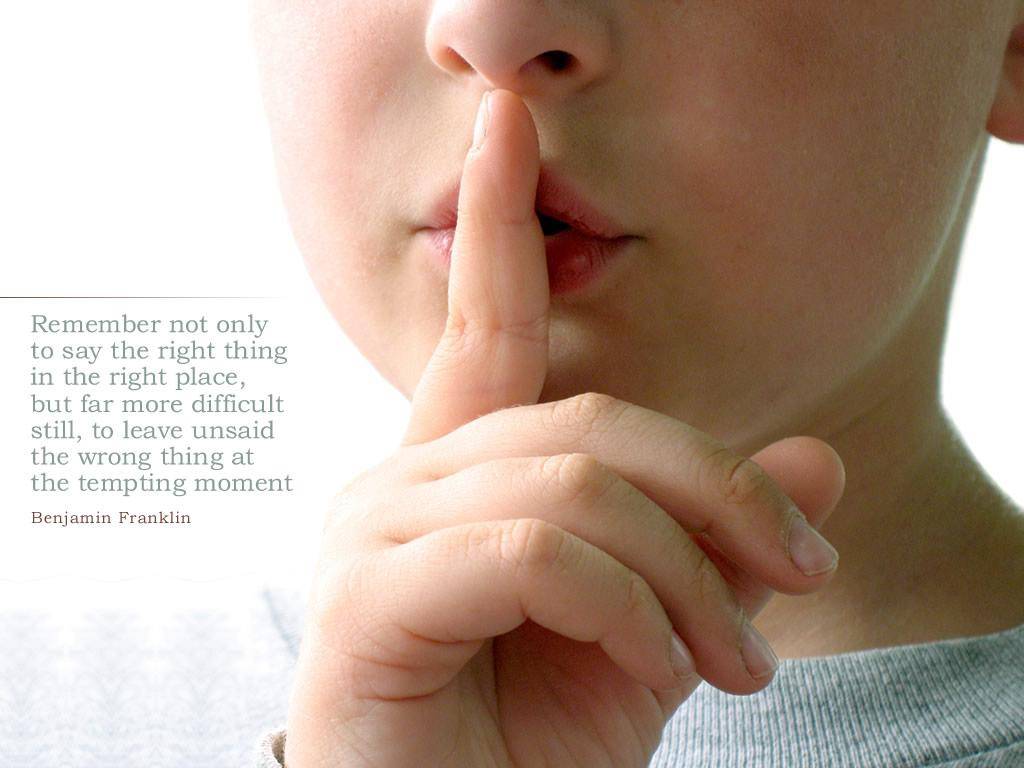 Remember not only
to say the right thing
in the right place,
but far more difficult
still, to leave unsaid
the wrong thing at
the tempting moment
Benjamin Franklin